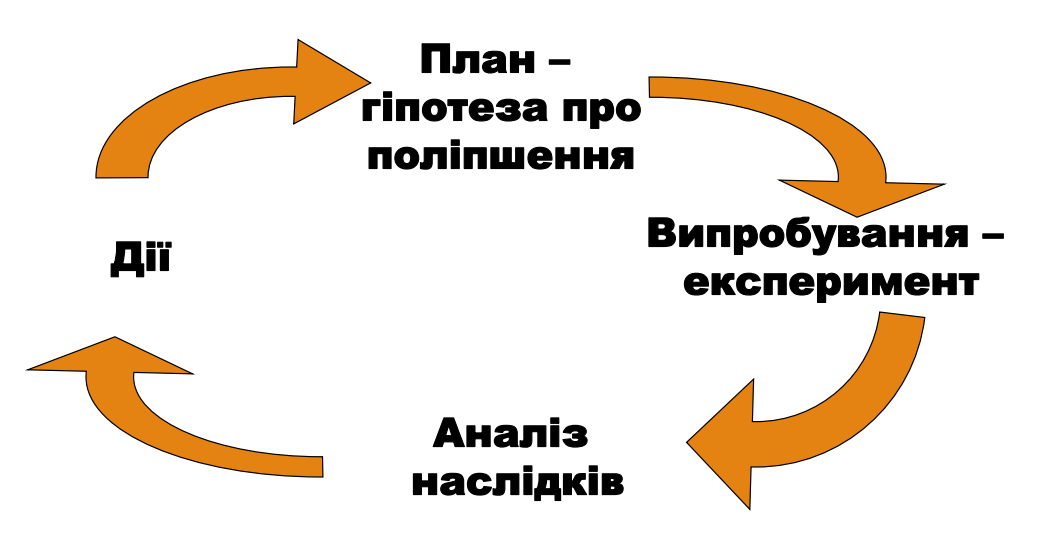 План –
гіпотеза про
поліпшення
Випробування –
експеримент
Дії
Аналіз
наслідків